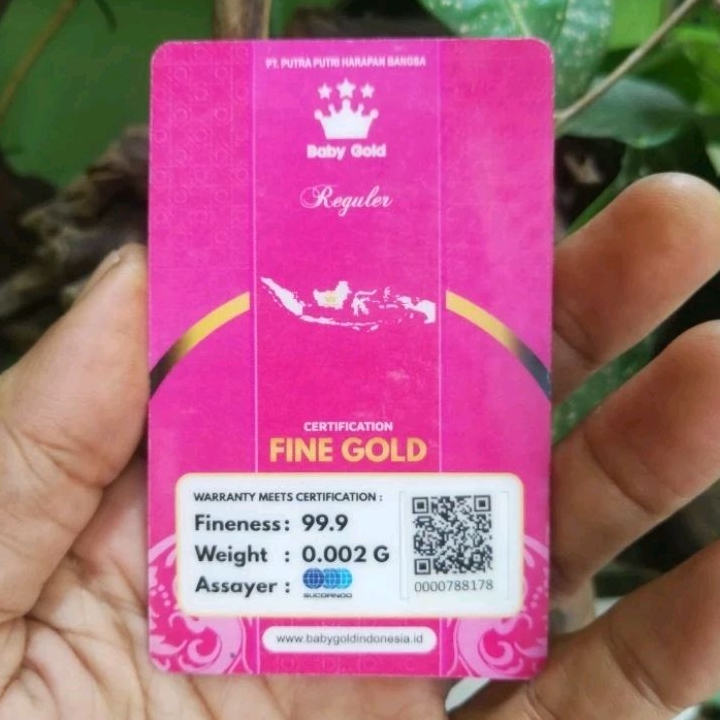 PT. PUTRA PUTRI HARAPAN BANGSA
Baby Gold
Reguler
CERTIFICATION
FINE GOLD
WARRANTY MEETS CERTIFICATION :
Fineness : 99.9
Weight : 0.002 G
Assayer :
SUCOFINDO
0000788178
www.babygoldindonesia.id